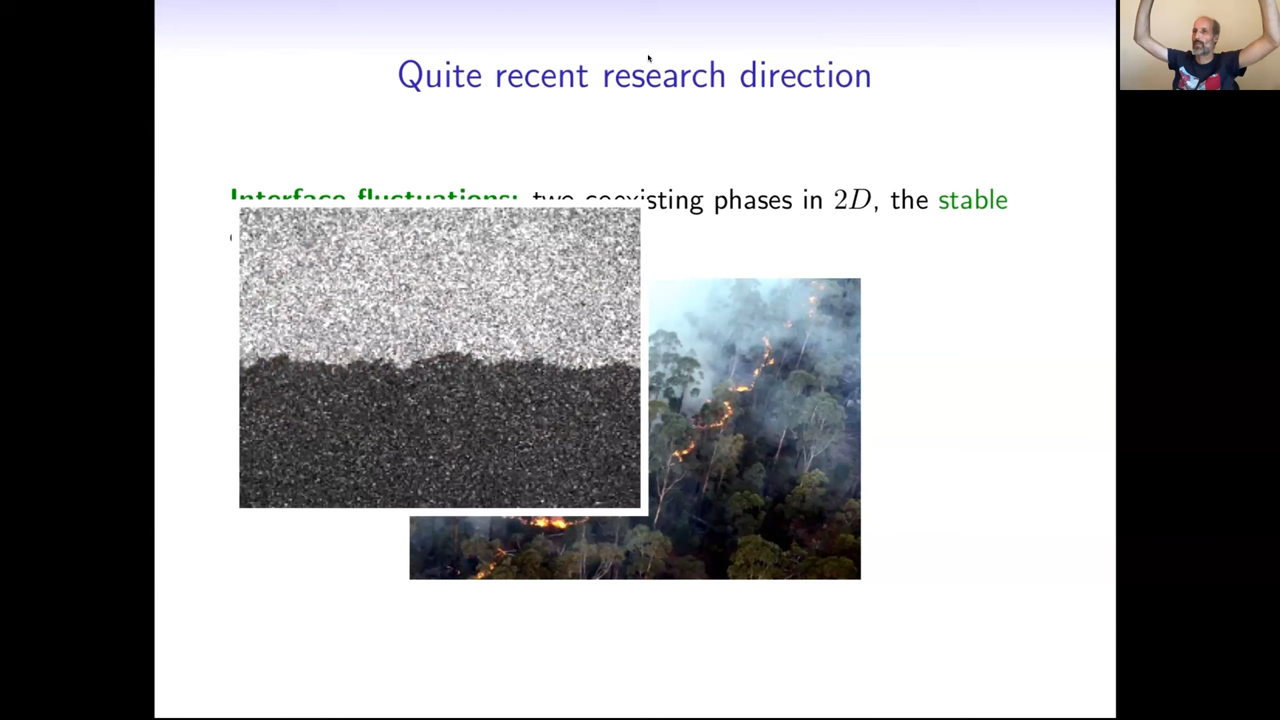 Quite recent research direction
Interface fluctuations: two coexisting phases in 2D, the stable